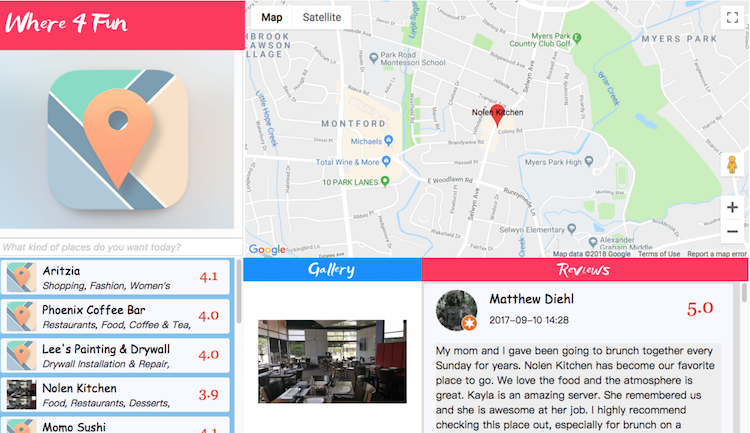 Where 4 Fun
What kind of places do you want today?
Aritzia
4.1
Shopping, Fashion, Women's
Phoenix Coffee Bar
4.0
Restaurants, Food, Coffee & Tea,
Lee's Painting & Drywall
4.0
Drywall Installation & Repair,
Nolen Kitchen
3.9
Food, Restaurants, Desserts,
Momo Sushi
4.1
Map
Satellite
HBROOK
LAWSON
ILLAGE
Park Road
Montessori School
Myers Park
Country Club Golf
MYERS PARK
Little Sugar
Briar Creek
Little Hope Creek
Selwyn Ave
Nolen Kitchen
Colony Rd
MONTFORD
Michaels
Brandywine Rd
Total Wine & More
Myers Park High
10 PARK LANES
E Woodlawn Rd
Runnymede Ln
Selwyn Ave
Selwyn Elementary
Alexander
Graham Middle
Google
Map data ©2018 Google
Terms of Use
Report a map error
Gallery
Reviews
Matthew Diehl
5.0
2017-09-10 14:28
My mom and I gave been going to brunch together every
Sunday for years. Nolen Kitchen has become our favorite
place to go. We love the food and the atmosphere is
great. Kayla is an amazing server. She remembered us
and she is awesome at her job. I highly recommend
checking this place out, especially for brunch on a